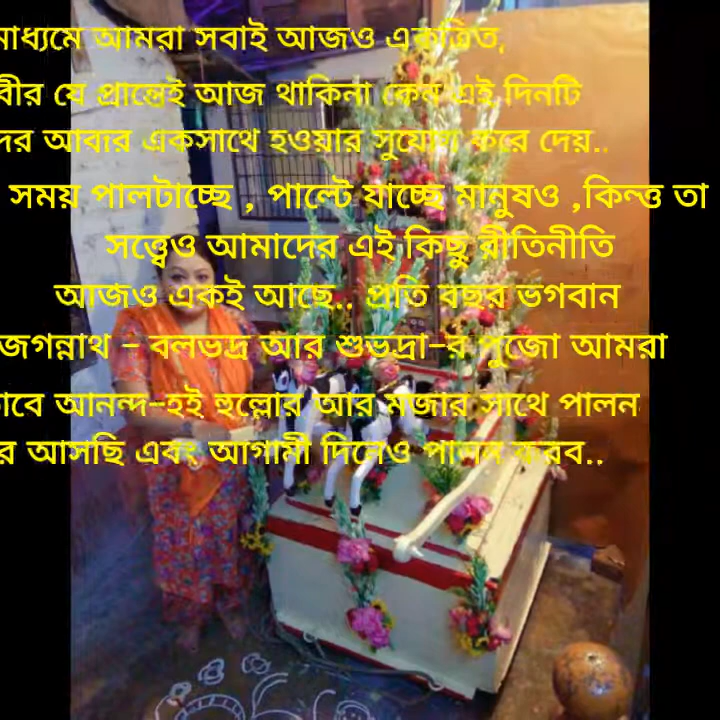 মাধ্যমে আমরা সবাই আজও একত্রিত,
যে প্রান্তেই আজ থাকিনা কেন এই দিনটি
আবার একসাথে হওয়ার সুযোগ করে দেয়..
সময় পালটাচ্ছে , পাল্টে যাচ্ছে মানুষও ,কিন্তু তা
সত্ত্বেও আমাদের এই কিছু রীতিনীতি
আজও একই আছে.. প্রতি বছর ভগবান
জগন্নাথ - বলভদ্র আর শুভদ্রা-র পুজো আমরা
আনন্দ-হই হুল্লোর আর মজার সাথে পালন
আসছি এবং আগামী দিনেও পালন করব..